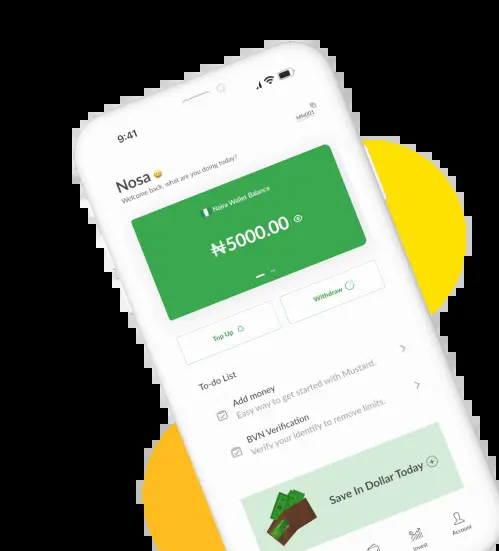 9:41
MM001
Nosa 😀
Welcome back, what are you doing today?
Naira Wallet Balance
₦5000.00
Top Up
Withdraw
To-do List
Add money
Easy way to get started with Mustard.
BVN Verification
Verify your identify to remove limits.
Save In Dollar Today
Invest
Account